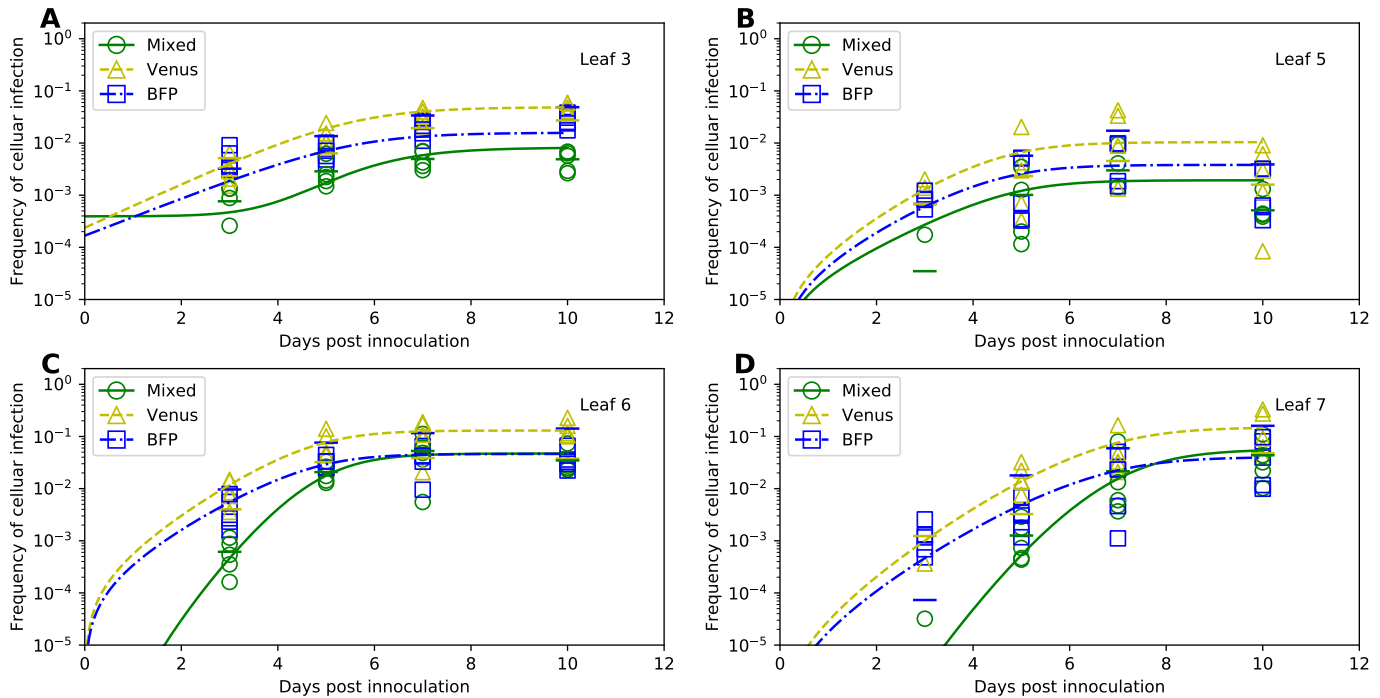 A
Frequency of celluar infection
10⁰
10⁻¹
10⁻²
10⁻³
10⁻⁴
10⁻⁵
Mixed
Venus
BFP
Leaf 3
0 2 4 6 8 10 12
Days post innoculation
B
Frequency of celluar infection
10⁰
10⁻¹
10⁻²
10⁻³
10⁻⁴
10⁻⁵
Mixed
Venus
BFP
Leaf 5
0 2 4 6 8 10 12
Days post innoculation
C
Frequency of celluar infection
10⁰
10⁻¹
10⁻²
10⁻³
10⁻⁴
10⁻⁵
Mixed
Venus
BFP
Leaf 6
0 2 4 6 8 10 12
Days post innoculation
D
Frequency of celluar infection
10⁰
10⁻¹
10⁻²
10⁻³
10⁻⁴
10⁻⁵
Mixed
Venus
BFP
Leaf 7
0 2 4 6 8 10 12
Days post innoculation